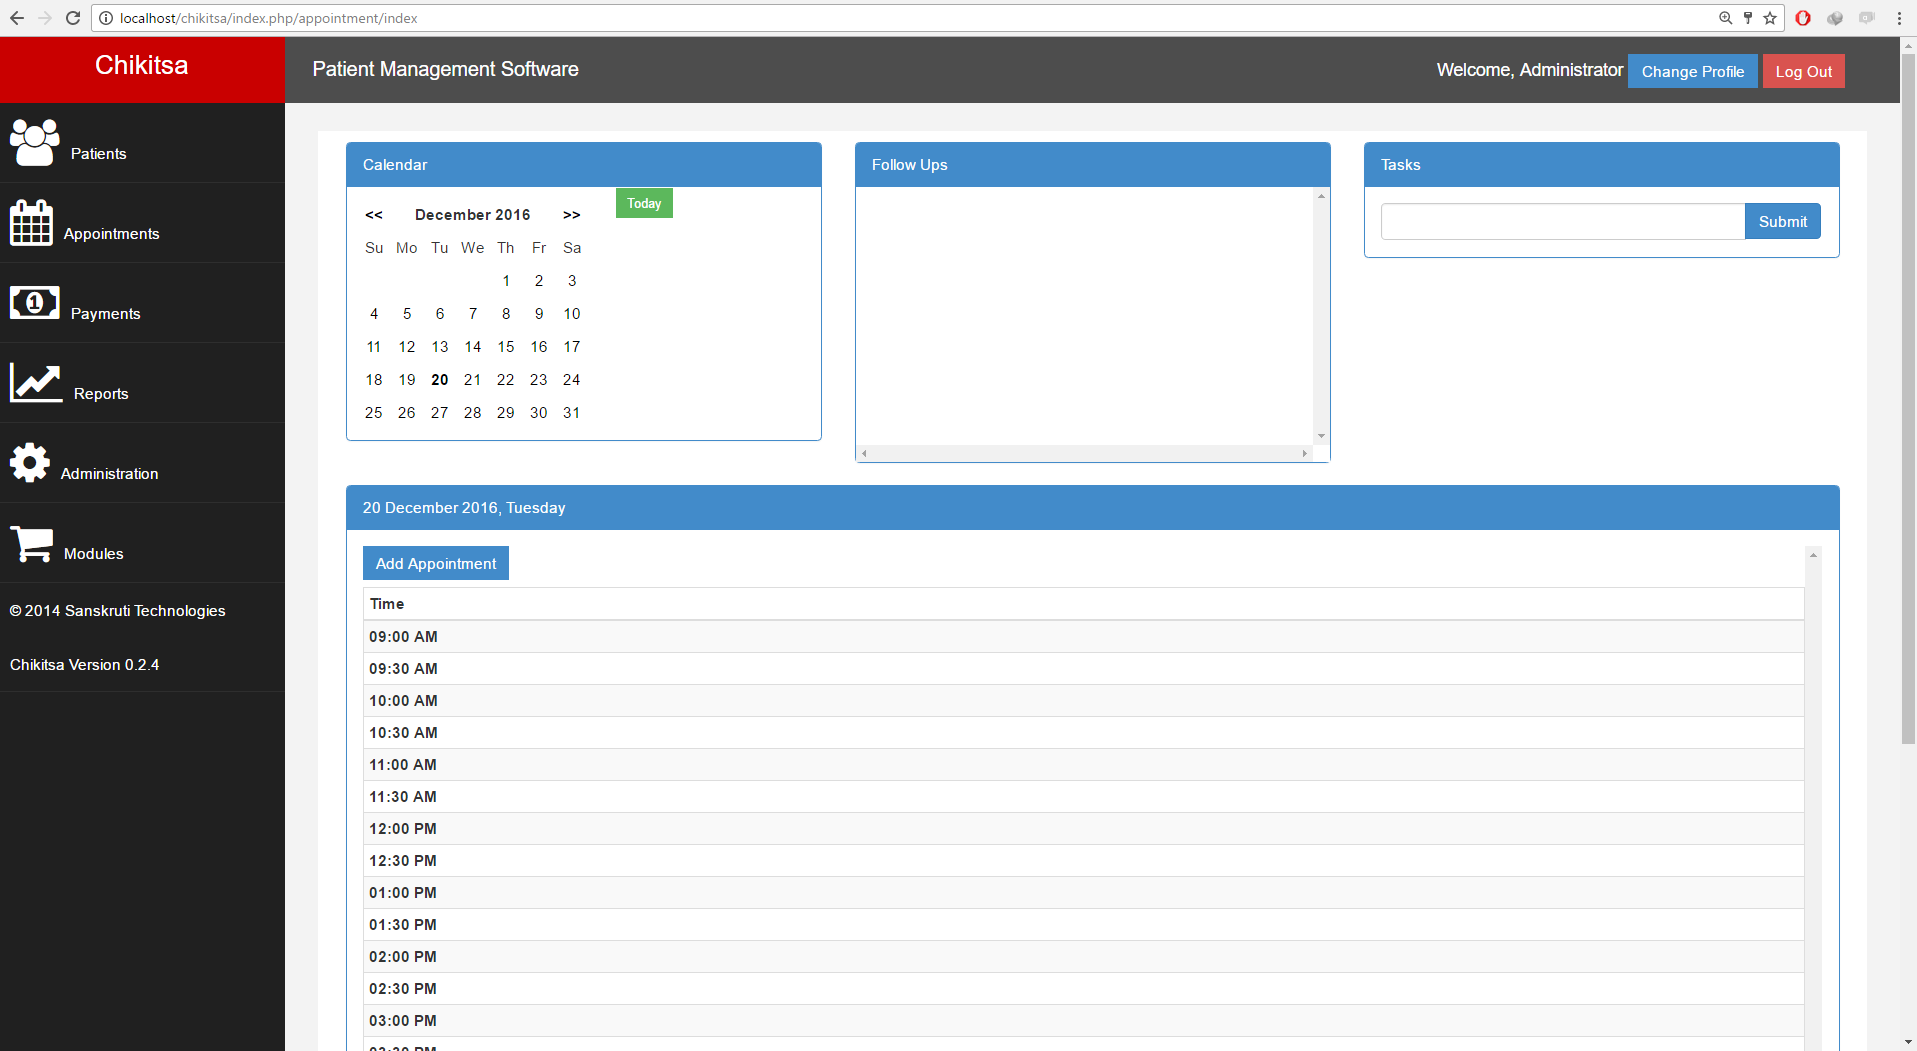 localhost/chikitsa/index.php/appointment/index
Chikitsa
Patient Management Software
Welcome, Administrator
Change Profile
Log Out
Patients
Appointments
Payments
Reports
Administration
Modules
© 2014 Sanskruti Technologies
Chikitsa Version 0.2.4
Calendar
<< December 2016 >>
Today
Su Mo Tu We Th Fr Sa
1 2 3
4 5 6 7 8 9 10
11 12 13 14 15 16 17
18 19 20 21 22 23 24
25 26 27 28 29 30 31
Follow Ups
Tasks
Submit
20 December 2016, Tuesday
Add Appointment
Time
09:00 AM
09:30 AM
10:00 AM
10:30 AM
11:00 AM
11:30 AM
12:00 PM
12:30 PM
01:00 PM
01:30 PM
02:00 PM
02:30 PM
03:00 PM
03:30 PM